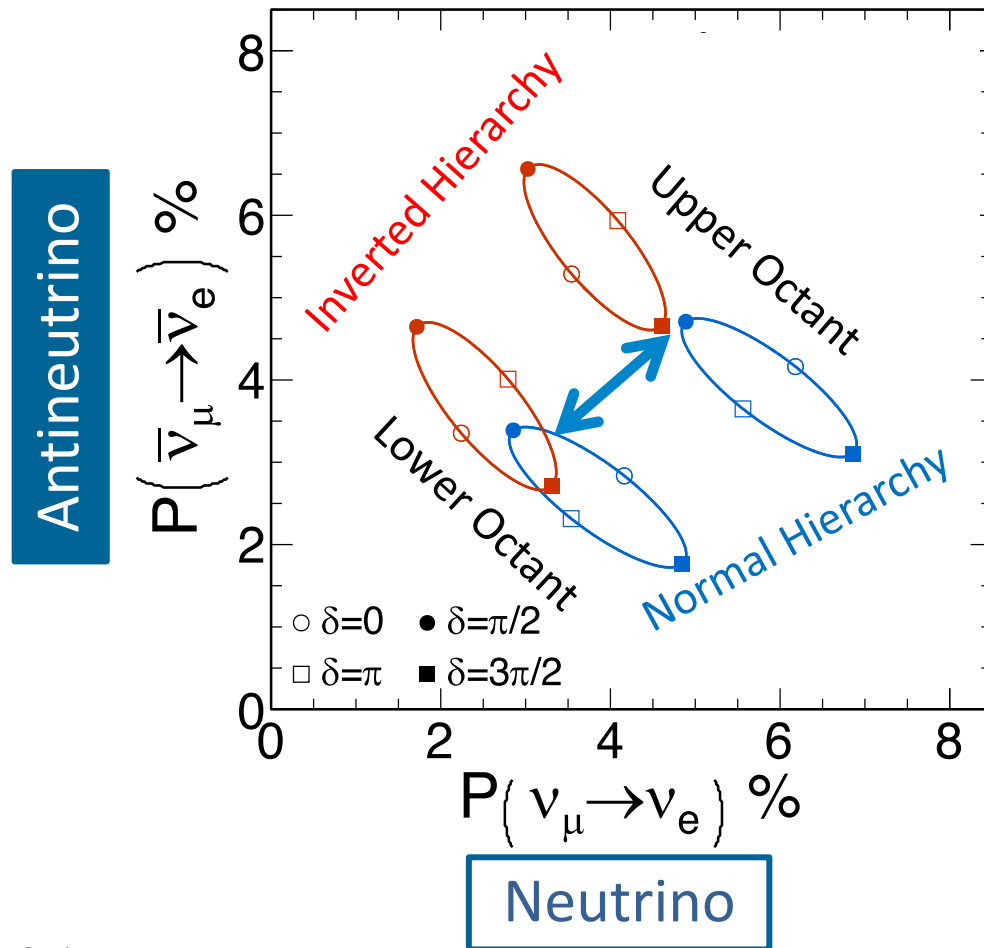 Antineutrino
P(ν̅μ→ν̅e) %
8
6
4
2
0
Inverted Hierarchy
Upper Octant
Lower Octant
Normal Hierarchy
○ δ=0 ● δ=π/2
□ δ=π ■ δ=3π/2
0 2 4 6 8
P(νμ→νe) %
Neutrino